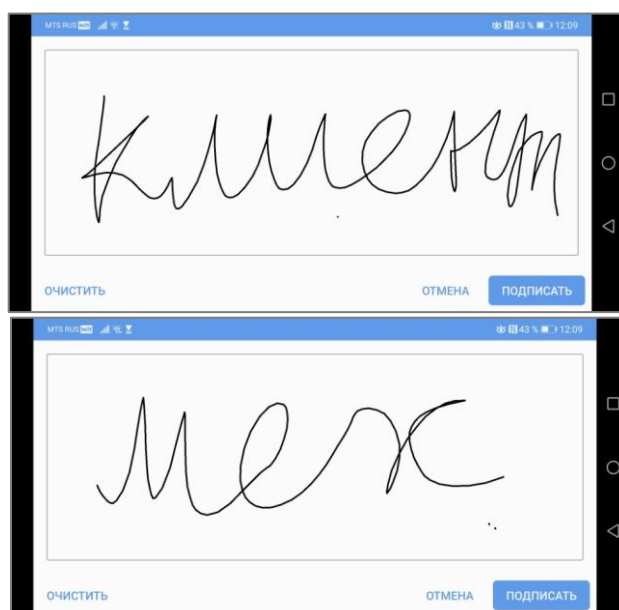 MTS RUS 43 % 12:09
клиент
ОЧИСТИТЬ ОТМЕНА ПОДПИСАТЬ
MTS RUS 43 % 12:09
мех
ОЧИСТИТЬ ОТМЕНА ПОДПИСАТЬ